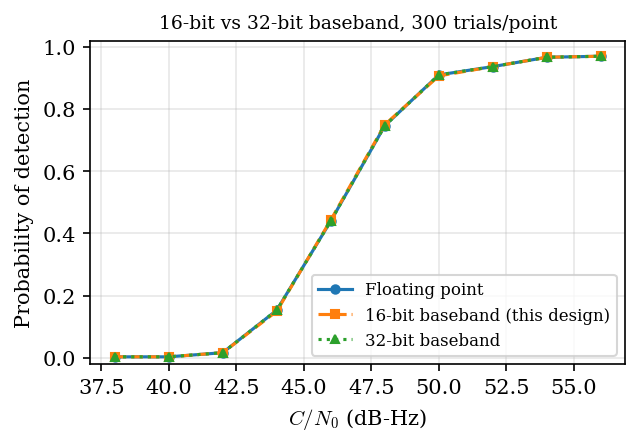 16-bit vs 32-bit baseband, 300 trials/point
Probability of detection
1.0
0.8
0.6
0.4
0.2
0.0
Floating point
16-bit baseband (this design)
32-bit baseband
37.5 40.0 42.5 45.0 47.5 50.0 52.5 55.0
C/N₀ (dB-Hz)